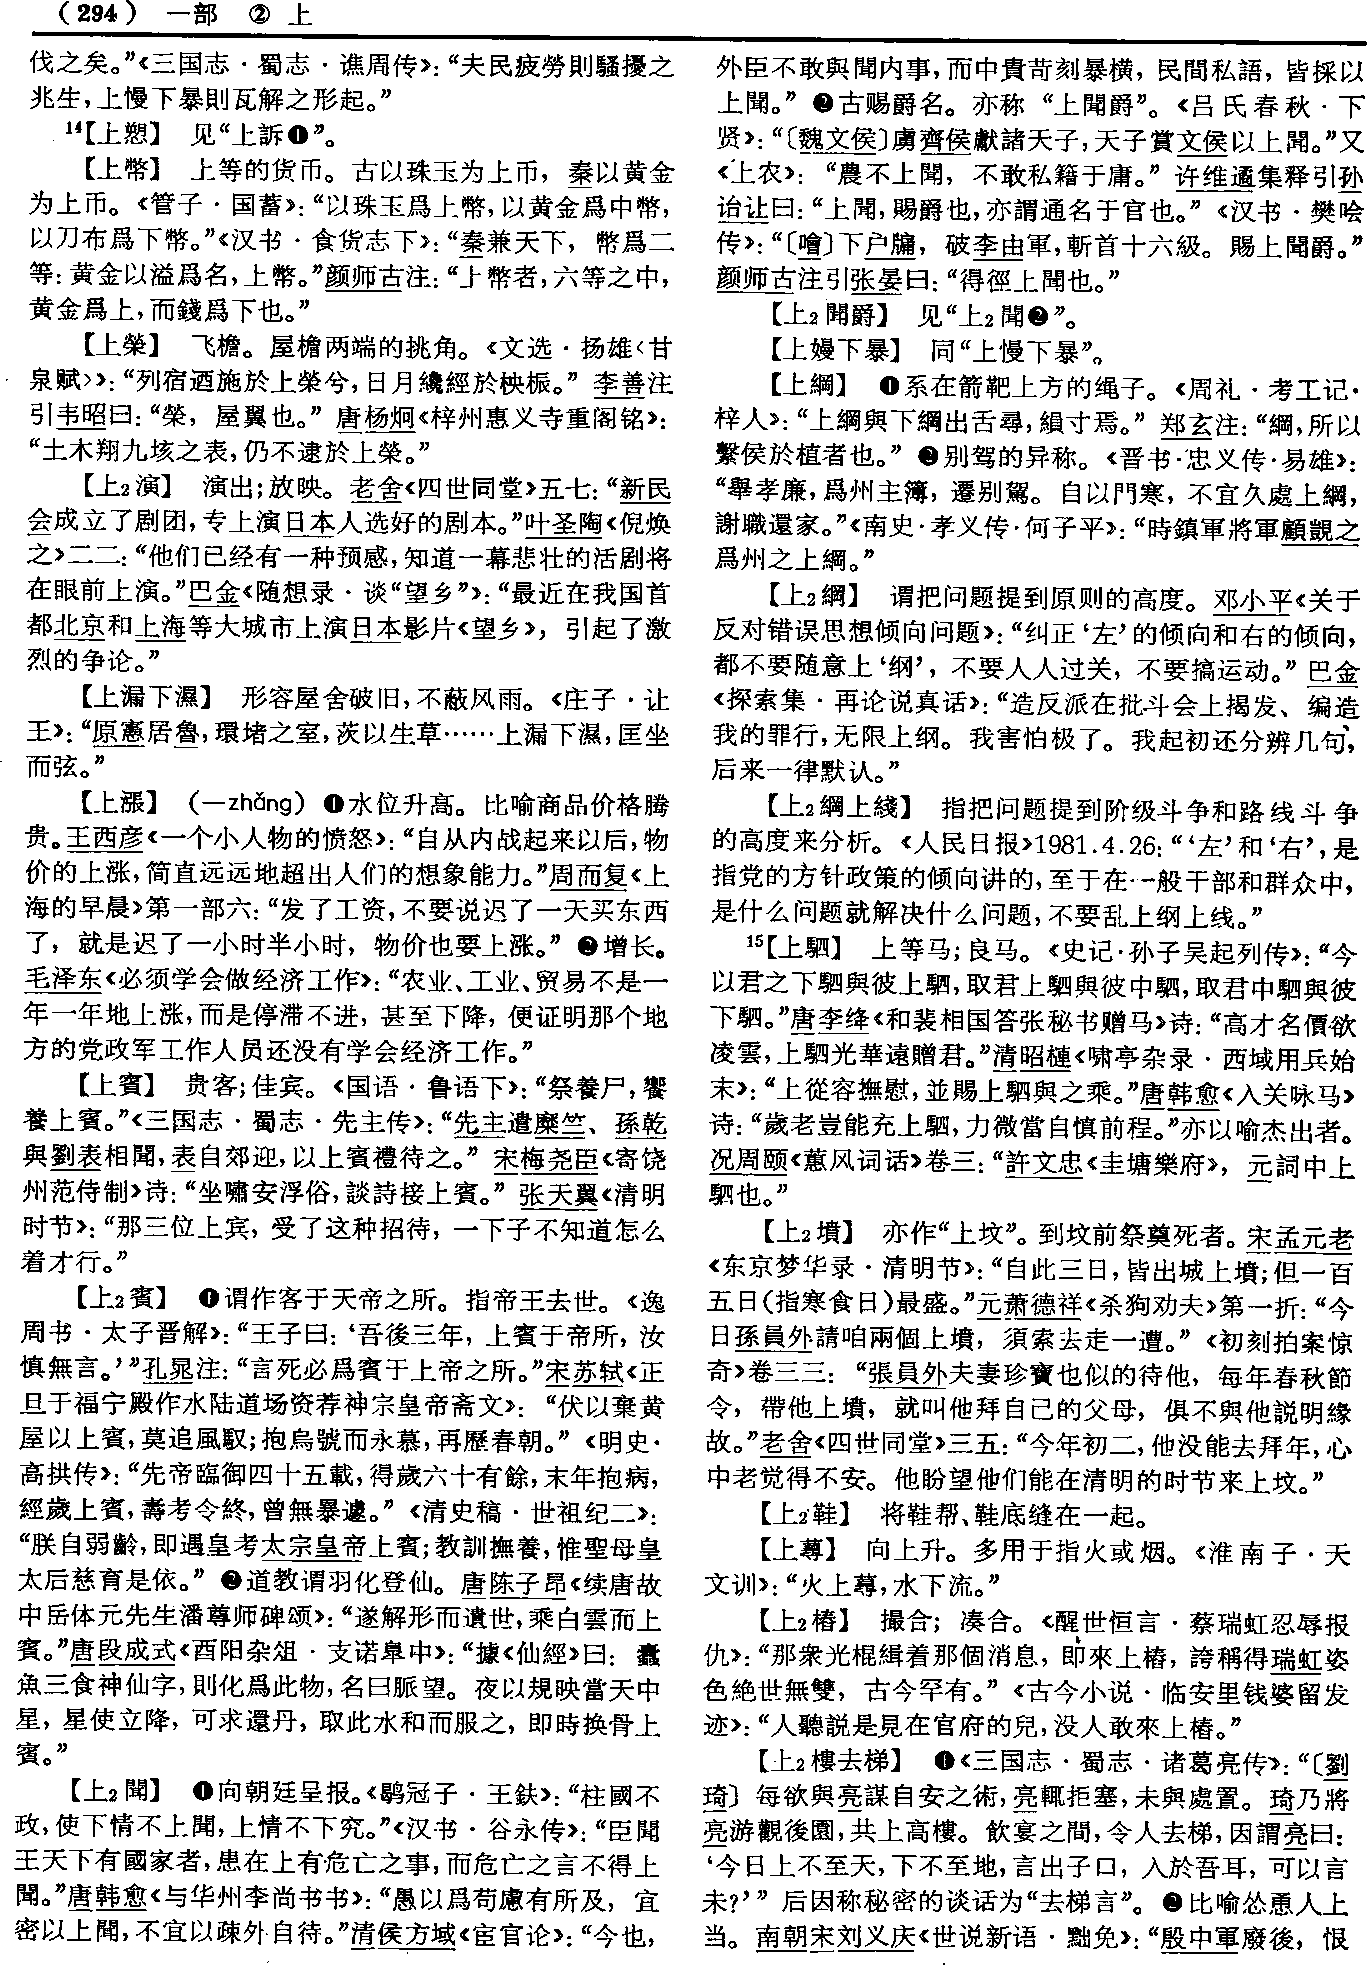 （294） 一部 ② 上
伐之矣。”《三国志·蜀志·谯周传》：“夫民疲勞則騷擾之
兆生，上慢下暴則瓦解之形起。”
14【上愬】 见“上訴❶”。
【上幣】 上等的货币。古以珠玉为上币，秦以黄金
为上币。《管子·国蓄》：“以珠玉爲上幣，以黄金爲中幣，
以刀布爲下幣。”《汉书·食货志下》：“秦兼天下，幣爲二
等：黄金以溢爲名，上幣。”颜师古注：“上幣者，六等之中，
黄金爲上，而錢爲下也。”
【上榮】 飞檐。屋檐两端的挑角。《文选·扬雄〈甘
泉赋〉》：“列宿迺施於上榮兮，日月纔經於柍桭。”李善注
引韦昭曰：“榮，屋翼也。”唐杨炯《梓州惠义寺重阁铭》：
“土木翔九垓之表，仍不逮於上榮。”
【上2演】 演出；放映。老舍《四世同堂》五七：“新民
会成立了剧团，专上演日本人选好的剧本。”叶圣陶《倪焕
之》二二：“他们已经有一种预感，知道一幕悲壮的活剧将
在眼前上演。”巴金《随想录·谈“望乡”》：“最近在我国首
都北京和上海等大城市上演日本影片《望乡》，引起了激
烈的争论。”
【上漏下濕】 形容屋舍破旧，不蔽风雨。《庄子·让
王》：“原憲居魯，環堵之室，茨以生草……上漏下濕，匡坐
而弦。”
【上漲】 （—zhǎng）❶水位升高。比喻商品价格腾
贵。王西彦《一个小人物的愤怒》：“自从内战起来以后，物
价的上涨，简直远远地超出人们的想象能力。”周而复《上
海的早晨》第一部六：“发了工资，不要说迟了一天买东西
了，就是迟了一小时半小时，物价也要上涨。”❷增长。
毛泽东《必须学会做经济工作》：“农业、工业、贸易不是一
年一年地上涨，而是停滞不进，甚至下降，便证明那个地
方的党政军工作人员还没有学会经济工作。”
【上賓】 贵客；佳宾。《国语·鲁语下》：“祭養尸，饗
養上賓。”《三国志·蜀志·先主传》：“先主遣糜竺、孫乾
與劉表相聞，表自郊迎，以上賓禮待之。”宋梅尧臣《寄饶
州范侍制》诗：“坐嘯安浮俗，談詩接上賓。”张天翼《清明
时节》：“那三位上宾，受了这种招待，一下子不知道怎么
着才行。”
【上2賓】 ❶谓作客于天帝之所。指帝王去世。《逸
周书·太子晋解》：“王子曰：‘吾後三年，上賓于帝所，汝
慎無言。’”孔晁注：“言死必爲賓于上帝之所。”宋苏轼《正
旦于福宁殿作水陆道场资荐神宗皇帝斋文》：“伏以棄黄
屋以上賓，莫追風馭；抱烏號而永慕，再歷春朝。”《明史·
高拱传》：“先帝臨御四十五載，得歲六十有餘，末年抱病，
經歲上賓，壽考令終，曾無暴遽。”《清史稿·世祖纪二》：
“朕自弱齡，即遇皇考太宗皇帝上賓；教訓撫養，惟聖母皇
太后慈育是依。”❷道教谓羽化登仙。唐陈子昂《续唐故
中岳体元先生潘尊师碑颂》：“遂解形而遺世，乘白雲而上
賓。”唐段成式《酉阳杂俎·支诺皋中》：“據《仙經》曰：蠹
魚三食神仙字，則化爲此物，名曰脈望。夜以規映當天中
星，星使立降，可求還丹，取此水和而服之，即時换骨上
賓。”
【上2聞】 ❶向朝廷呈报。《鹖冠子·王鈇》：“柱國不
政，使下情不上聞，上情不下究。”《汉书·谷永传》：“臣聞
王天下有國家者，患在上有危亡之事，而危亡之言不得上
聞。”唐韩愈《与华州李尚书书》：“愚以爲苟慮有所及，宜
密以上聞，不宜以疎外自待。”清侯方域《宦官论》：“今也，
外臣不敢與聞内事，而中貴苛刻暴横，民間私語，皆採以
上聞。”❷古赐爵名。亦称“上聞爵”。《吕氏春秋·下
贤》：“〔魏文侯〕虜齊侯獻諸天子，天子賞文侯以上聞。”又
《上农》：“農不上聞，不敢私籍于庸。”许维遹集释引孙
诒让曰：“上聞，賜爵也，亦謂通名于官也。”《汉书·樊哙
传》：“〔噲〕下户牖，破李由軍，斬首十六級。賜上聞爵。”
颜师古注引张晏曰：“得徑上聞也。”
【上2聞爵】 见“上2聞❷”。
【上嫚下暴】 同“上慢下暴”。
【上綱】 ❶系在箭靶上方的绳子。《周礼·考工记·
梓人》：“上綱與下綱出舌尋，縜寸焉。”郑玄注：“綱，所以
繫侯於植者也。”❷别驾的异称。《晋书·忠义传·易雄》：
“舉孝廉，爲州主簿，遷别駕。自以門寒，不宜久處上綱，
謝職還家。”《南史·孝义传·何子平》：“時鎮軍將軍顧覬之
爲州之上綱。”
【上2綱】 谓把问题提到原则的高度。邓小平《关于
反对错误思想倾向问题》：“纠正‘左’的倾向和右的倾向，
都不要随意上‘纲’，不要人人过关，不要搞运动。”巴金
《探索集·再论说真话》：“造反派在批斗会上揭发、编造
我的罪行，无限上纲。我害怕极了。我起初还分辨几句，
后来一律默认。”
【上2綱上綫】 指把问题提到阶级斗争和路线斗争
的高度来分析。《人民日报》1981.4.26：“‘左’和‘右’，是
指党的方针政策的倾向讲的，至于在一般干部和群众中，
是什么问题就解决什么问题，不要乱上纲上线。”
15【上駟】 上等马；良马。《史记·孙子吴起列传》：“今
以君之下駟與彼上駟，取君上駟與彼中駟，取君中駟與彼
下駟。”唐李绛《和裴相国答张秘书赠马》诗：“高才名價欲
凌雲，上駟光華遠贈君。”清昭槤《啸亭杂录·西域用兵始
末》：“上從容撫慰，並賜上駟與之乘。”唐韩愈《入关咏马》
诗：“歲老豈能充上駟，力微當自慎前程。”亦以喻杰出者。
况周颐《蕙风词话》卷三：“許文忠《圭塘樂府》，元詞中上
駟也。”
【上2墳】 亦作“上坟”。到坟前祭奠死者。宋孟元老
《东京梦华录·清明节》：“自此三日，皆出城上墳；但一百
五日（指寒食日）最盛。”元萧德祥《杀狗劝夫》第一折：“今
日孫員外請咱兩個上墳，須索去走一遭。”《初刻拍案惊
奇》卷三三：“張員外夫妻珍寶也似的待他，每年春秋節
令，帶他上墳，就叫他拜自己的父母，俱不與他説明緣
故。”老舍《四世同堂》三五：“今年初二，他没能去拜年，心
中老觉得不安。他盼望他们能在清明的时节来上坟。”
【上2鞋】 将鞋帮、鞋底缝在一起。
【上蕁】 向上升。多用于指火或烟。《淮南子·天
文训》：“火上蕁，水下流。”
【上2樁】 撮合；凑合。《醒世恒言·蔡瑞虹忍辱报
仇》：“那衆光棍緝着那個消息，即來上樁，誇稱得瑞虹姿
色絶世無雙，古今罕有。”《古今小说·临安里钱婆留发
迹》：“人聽説是見在官府的兒，没人敢來上樁。”
【上2樓去梯】 ❶《三国志·蜀志·诸葛亮传》：“〔劉
琦〕每欲與亮謀自安之術，亮輒拒塞，未與處置。琦乃將
亮游觀後園，共上高樓。飲宴之間，令人去梯，因謂亮曰：
‘今日上不至天，下不至地，言出子口，入於吾耳，可以言
未？’”后因称秘密的谈话为“去梯言”。❷比喻怂恿人上
当。南朝宋刘义庆《世说新语·黜免》：“殷中軍廢後，恨